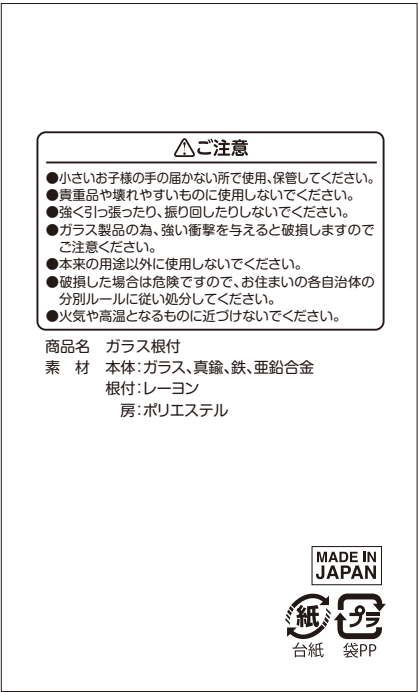 ⚠ご注意
●小さいお子様の手の届かない所で使用、保管してください。
●貴重品や壊れやすいものに使用しないでください。
●強く引っ張ったり、振り回したりしないでください。
●ガラス製品の為、強い衝撃を与えると破損しますので
ご注意ください。
●本来の用途以外に使用しないでください。
●破損した場合は危険ですので、お住まいの各自治体の
分別ルールに従い処分してください。
●火気や高温となるものに近づけないでください。
商品名 ガラス根付
素 材 本体:ガラス、真鍮、鉄、亜鉛合金
根付:レーヨン
房:ポリエステル
MADE IN
JAPAN
紙 プラ
台紙 袋PP